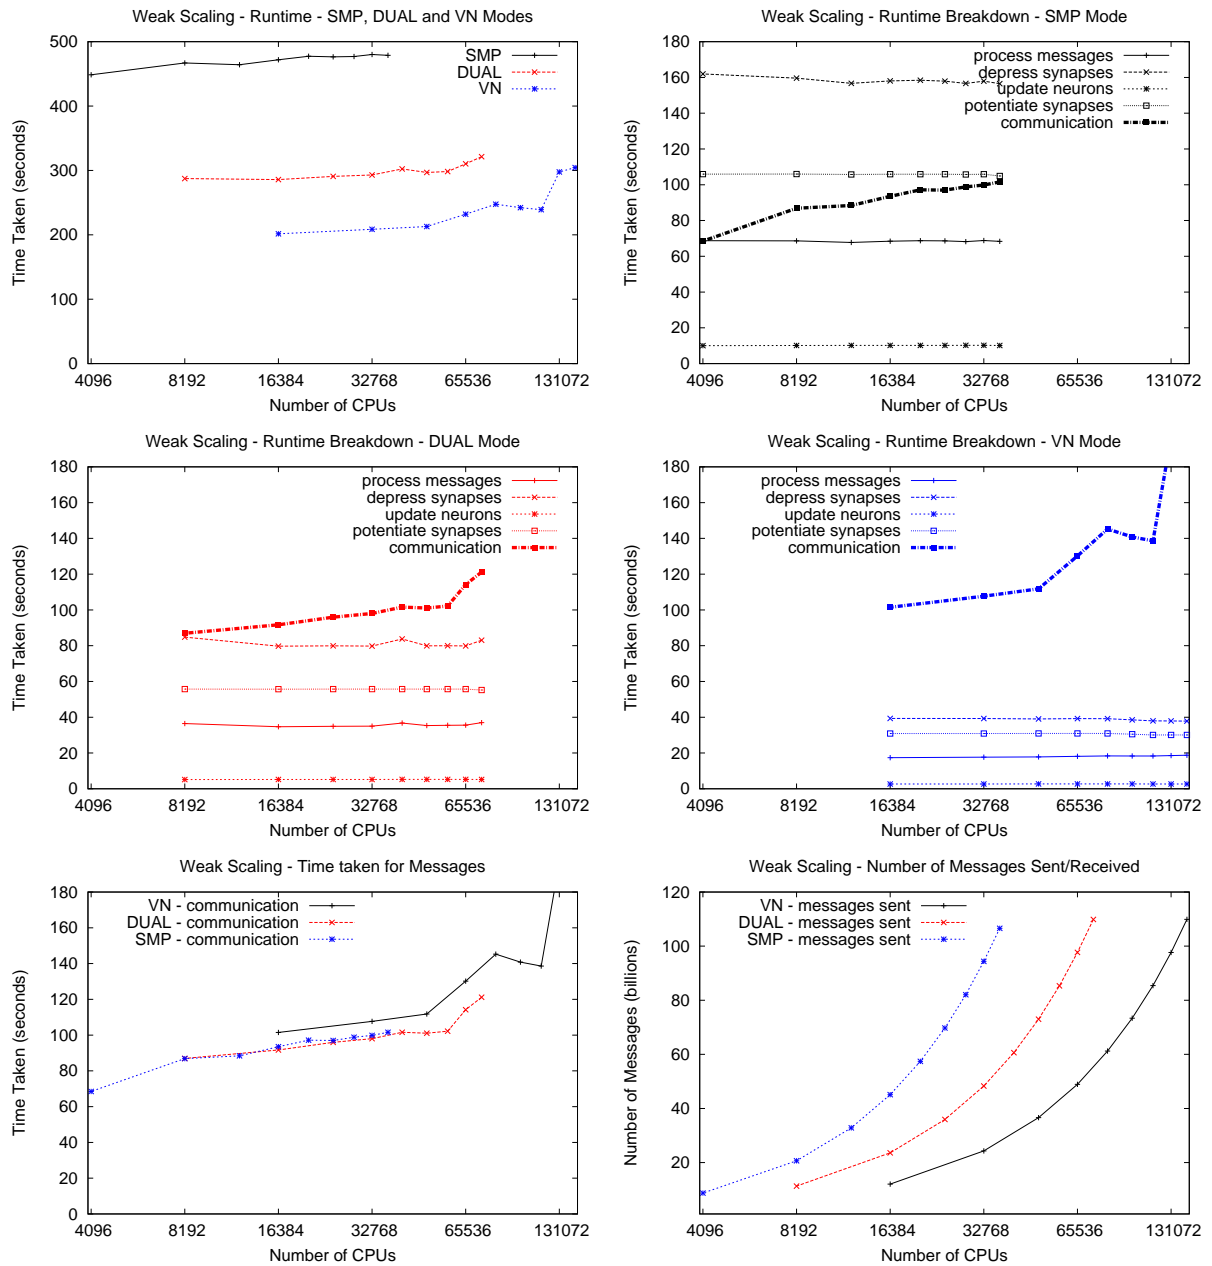 Weak Scaling - Runtime - SMP, DUAL and VN Modes
500
400
300
200
100
0
Time Taken (seconds)
SMP
DUAL
VN
4096 8192 16384 32768 65536 131072
Number of CPUs
Weak Scaling - Runtime Breakdown - SMP Mode
180
160
140
120
100
80
60
40
20
0
Time Taken (seconds)
process messages
depress synapses
update neurons
potentiate synapses
communication
4096 8192 16384 32768 65536 131072
Number of CPUs
Weak Scaling - Runtime Breakdown - DUAL Mode
180
160
140
120
100
80
60
40
20
0
Time Taken (seconds)
process messages
depress synapses
update neurons
potentiate synapses
communication
4096 8192 16384 32768 65536 131072
Number of CPUs
Weak Scaling - Runtime Breakdown - VN Mode
180
160
140
120
100
80
60
40
20
0
Time Taken (seconds)
process messages
depress synapses
update neurons
potentiate synapses
communication
4096 8192 16384 32768 65536 131072
Number of CPUs
Weak Scaling - Time taken for Messages
180
160
140
120
100
80
60
40
20
0
Time Taken (seconds)
VN - communication
DUAL - communication
SMP - communication
4096 8192 16384 32768 65536 131072
Number of CPUs
Weak Scaling - Number of Messages Sent/Received
120
100
80
60
40
20
Number of Messages (billions)
VN - messages sent
DUAL - messages sent
SMP - messages sent
4096 8192 16384 32768 65536 131072
Number of CPUs